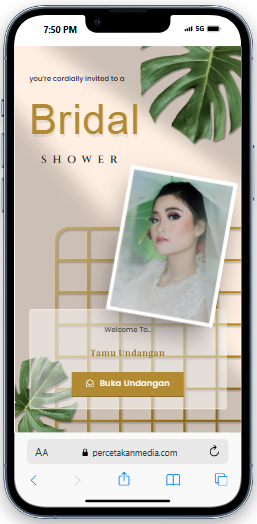 7:50 PM
5G
you're cordially invited to a
Bridal
SHOWER
Welcome To..
Tamu Undangan
Buka Undangan
AA
percetakanmedia.com